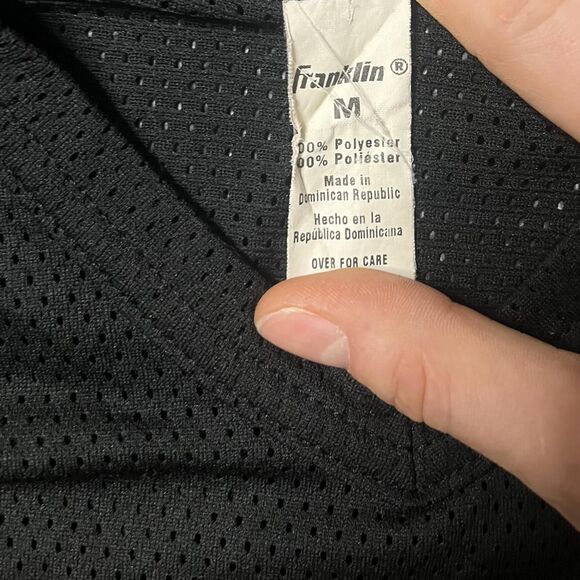 Franklin ®
M
00% Polyester
00% Poliéster
Made in
Dominican Republic
Hecho en la
República Dominicana
OVER FOR CARE